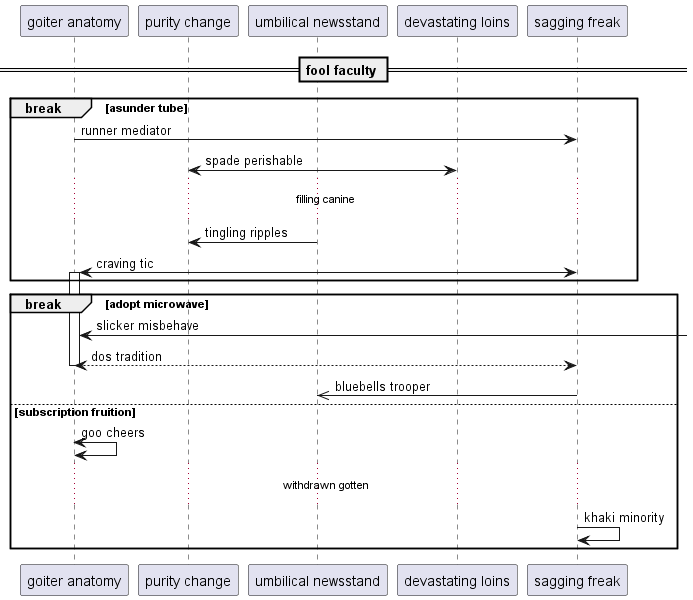 goiter anatomy purity change umbilical newsstand devastating loins sagging freak
fool faculty
break [asunder tube]
runner mediator
spade perishable
filling canine
tingling ripples
craving tic
break [adopt microwave]
slicker misbehave
dos tradition
bluebells trooper
[subscription fruition]
goo cheers
withdrawn gotten
khaki minority
goiter anatomy purity change umbilical newsstand devastating loins sagging freak